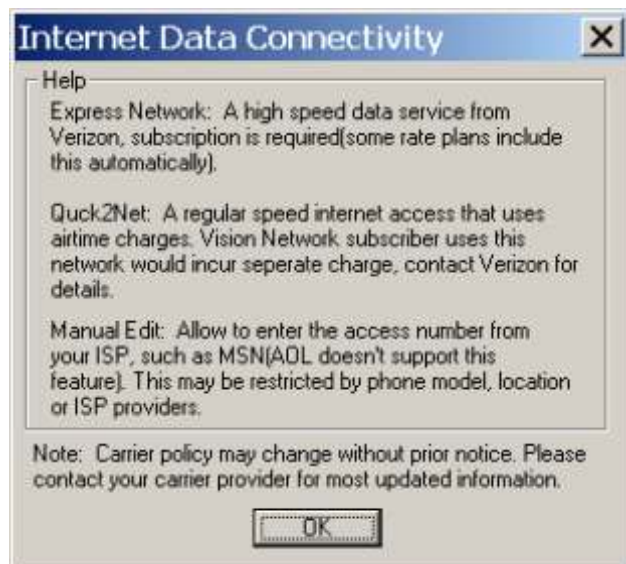 Internet Data Connectivity
Help
Express Network: A high speed data service from
Verizon, subscription is required(some rate plans include
this automatically).
Quck2Net: A regular speed internet access that uses
airtime charges. Vision Network subscriber uses this
network would incur seperate charge, contact Verizon for
details.
Manual Edit: Allow to enter the access number from
your ISP, such as MSN(AOL doesn't support this
feature). This may be restricted by phone model, location
or ISP providers.
Note: Carrier policy may change without prior notice. Please
contact your carrier provider for most updated information.
OK